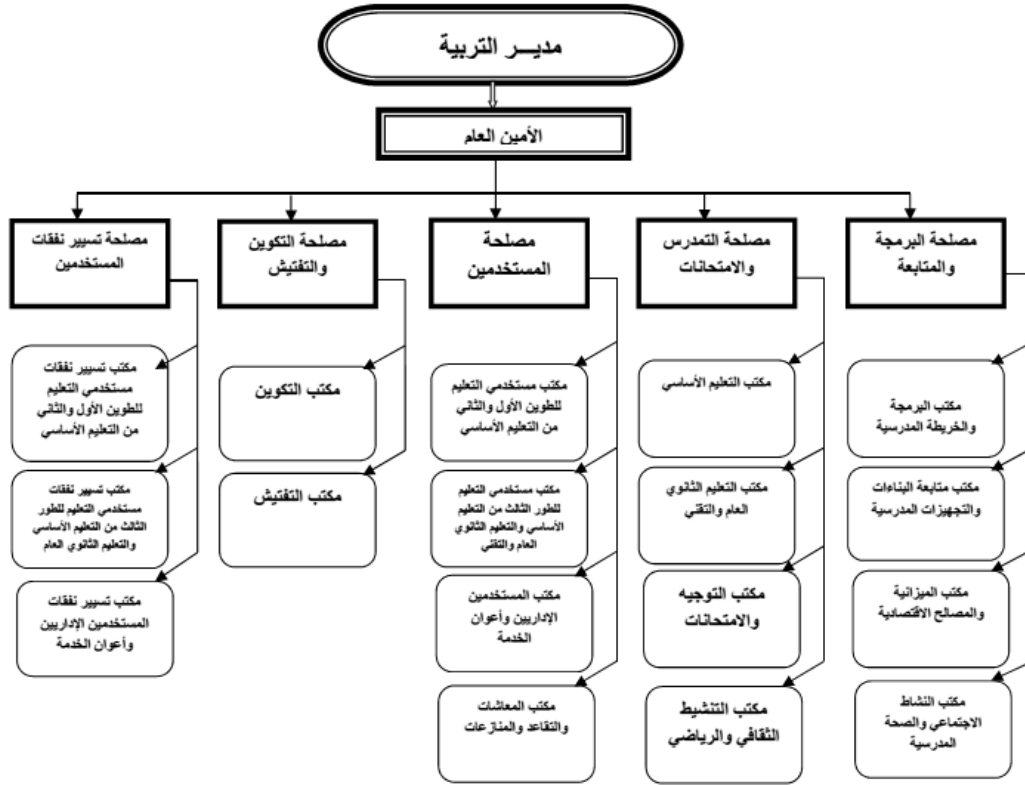 مديـــر التربية
الأمين العام
مصلحة البرمجة
والمتابعة
مصلحة التمدرس
والامتحانات
مصلحة
المستخدمين
مصلحة التكوين
والتفتيش
مصلحة تسيير نفقات
المستخدمين
مكتب البرمجة
والخريطة المدرسية
مكتب متابعة البناءات
والتجهيزات المدرسية
مكتب الميزانية
والمصالح الاقتصادية
مكتب النشاط
الاجتماعي والصحة
المدرسية
مكتب التعليم الأساسي
مكتب التعليم الثانوي
العام والتقني
مكتب التوجيه
والامتحانات
مكتب التنشيط
الثقافي والرياضي
مكتب مستخدمي التعليم
للطوين الأول والثاني
من التعليم الأساسي
مكتب مستخدمي التعليم
للطور الثالث من التعليم
الأساسي والتعليم الثانوي
العام والتقني
مكتب المستخدمين
الإداريين وأعوان
الخدمة
مكتب المعاشات
والتقاعد والمنازعات
مكتب التكوين
مكتب التفتيش
مكتب تسيير نفقات
مستخدمي التعليم
للطوين الأول والثاني
من التعليم الأساسي
مكتب تسيير نفقات
مستخدمي التعليم للطور
الثالث من التعليم الأساسي
والتعليم الثانوي العام
مكتب تسيير نفقات
المستخدمين الإداريين
وأعوان الخدمة